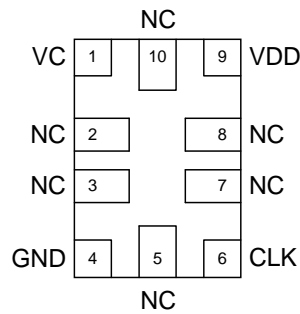 NC
VC 1 10 9 VDD
NC 2 8 NC
NC 3 7 NC
GND 4 5 6 CLK
NC